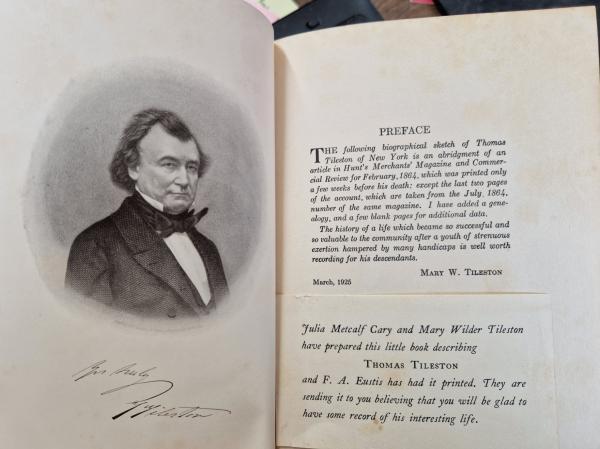 Yrs truly
T Tileston
PREFACE
THE following biographical sketch of Thomas
Tileston of New York is an abridgment of an
article in Hunt's Merchants' Magazine and Commer-
cial Review for February, 1864, which was printed only
a few weeks before his death: except the last two pages
of the account, which are taken from the July, 1864,
number of the same magazine. I have added a gene-
alogy, and a few blank pages for additional data.
The history of a life which became so successful and
so valuable to the community after a youth of strenuous
exertion hampered by many handicaps is well worth
recording for his descendants.
MARY W. TILESTON
March, 1925
Julia Metcalf Cary and Mary Wilder Tileston
have prepared this little book describing
THOMAS TILESTON
and F. A. Eustis has had it printed. They are
sending it to you believing that you will be glad to
have some record of his interesting life.